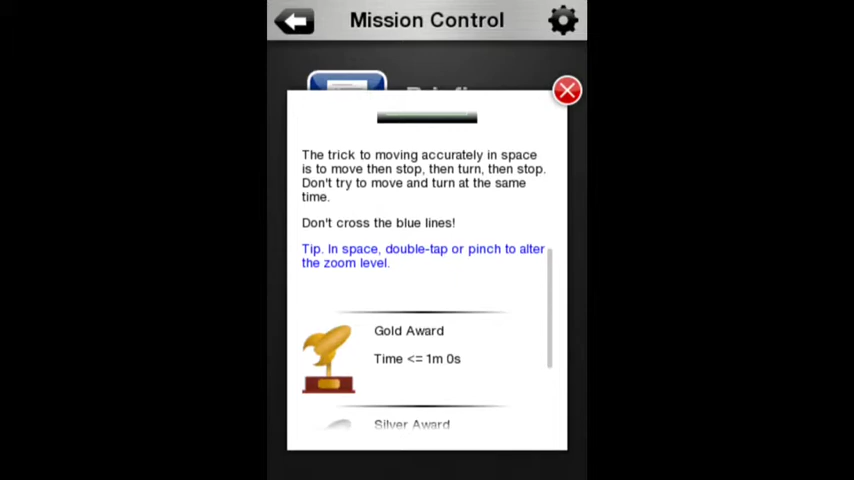 Mission Control
The trick to moving accurately in space
is to move then stop, then turn, then stop.
Don't try to move and turn at the same
time.
Don't cross the blue lines!
Tip. In space, double-tap or pinch to alter
the zoom level.
Gold Award
Time <= 1m 0s
Silver Award